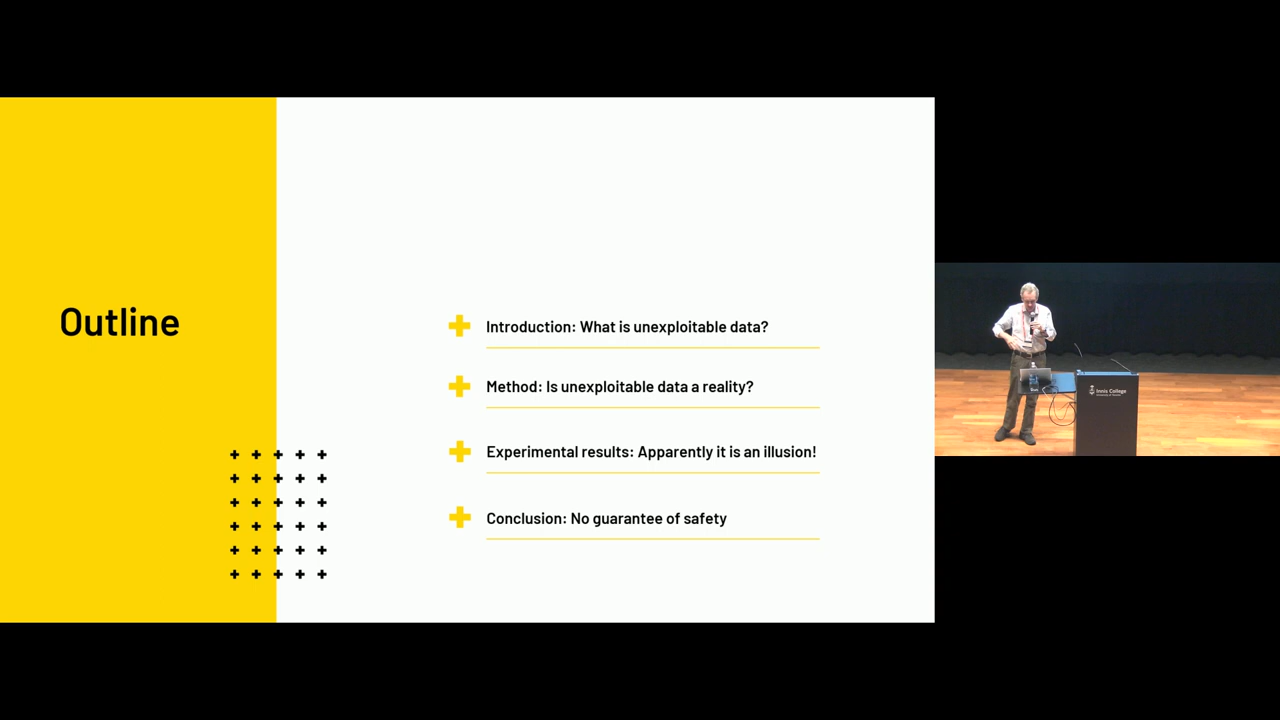 Outline
Introduction: What is unexploitable data?
Method: Is unexploitable data a reality?
Experimental results: Apparently it is an illusion!
Conclusion: No guarantee of safety
Innis College